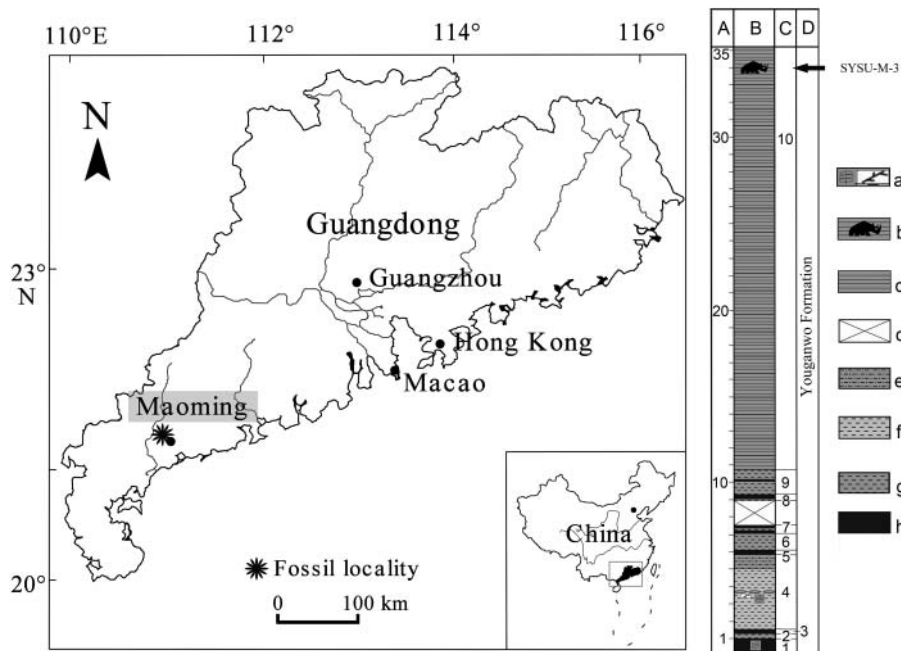 110°E
112°
114°
116°
N
Guangdong
Guangzhou
23°
N
Hong Kong
Macao
Maoming
Fossil locality
0
100 km
20°
China
A
B
C
D
35
SYSU-M-3
30
10
20
Youganwo Formation
10
9
8
7
6
5
4
3
2
1
1
a
b
c
d
e
f
g
h